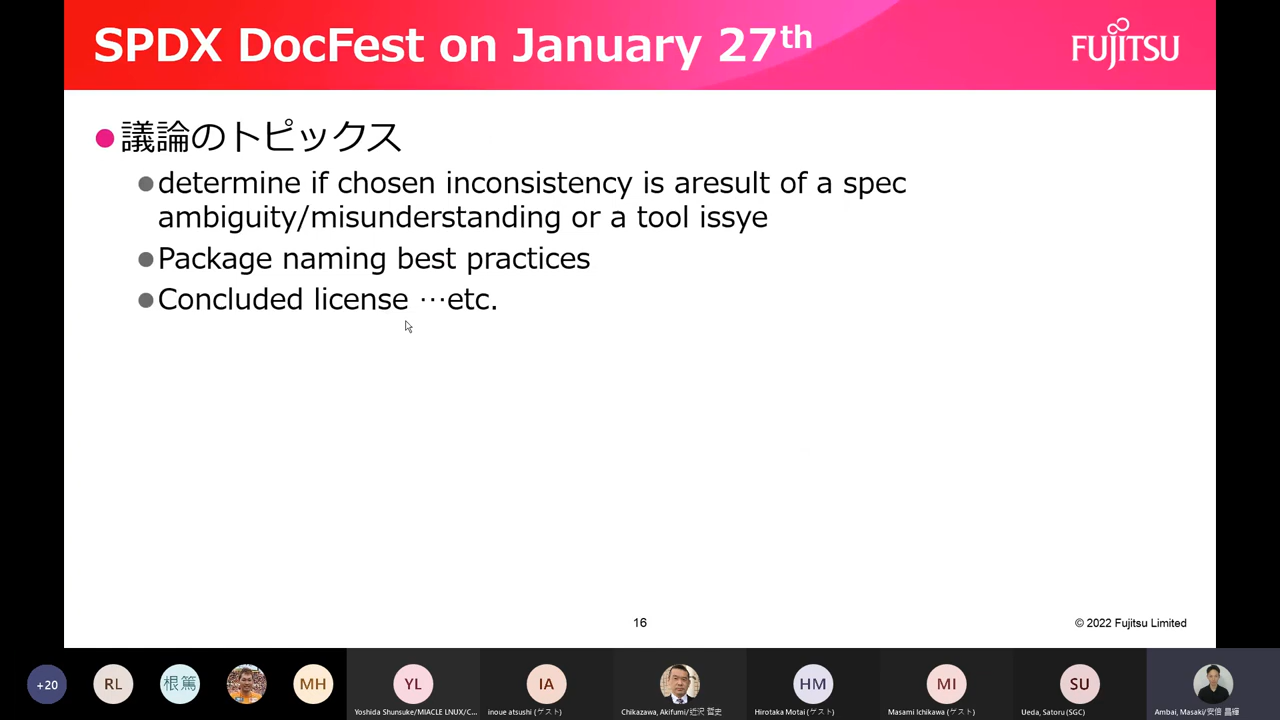 SPDX DocFest on January 27th
FUJITSU
議論のトピックス
determine if chosen inconsistency is aresult of a spec
ambiguity/misunderstanding or a tool issye
Package naming best practices
Concluded license …etc.
16
© 2022 Fujitsu Limited
+20
RL
根篤
MH
YL
IA
HM
MI
SU
Yoshida Shunsuke/MIACLE LNUX/C...
inoue atsushi (ゲスト)
Chikazawa, Akifumi/近沢 哲史
Hirotaka Motai (ゲスト)
Masami Ichikawa (ゲスト)
Ueda, Satoru (SGC)
Ambai, Masaki/安倍 昌輝